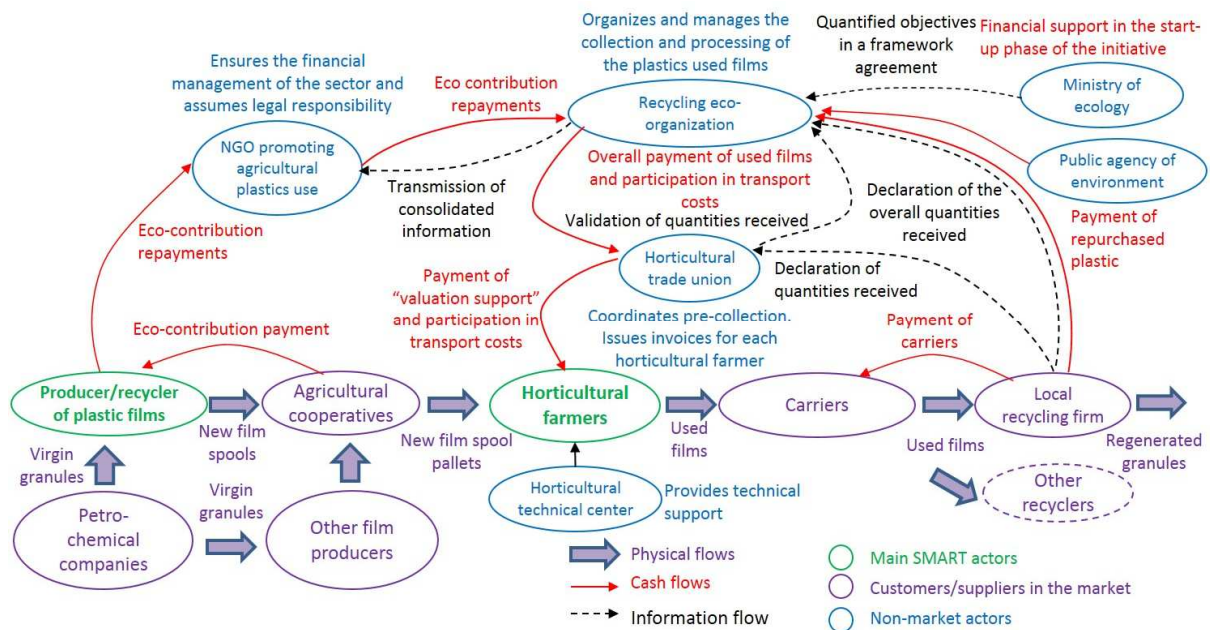 Organizes and manages the
collection and processing of
the plastics used films
Quantified objectives
in a framework
agreement
Financial support in the start-
up phase of the initiative
Ensures the financial
management of the sector and
assumes legal responsibility
Eco contribution
repayments
Recycling eco-
organization
Ministry of
ecology
NGO promoting
agricultural
plastics use
Public agency of
environment
Transmission of
consolidated
information
Overall payment of used films
and participation in transport
costs
Declaration of the
overall quantities
received
Payment of
repurchased
plastic
Eco-contribution
repayments
Validation of quantities received
Horticultural
trade union
Declaration of
quantities received
Payment of
“valuation support”
and participation in
transport costs
Coordinates pre-collection.
Issues invoices for each
horticultural farmer
Eco-contribution payment
Payment of
carriers
Producer/recycler
of plastic films
Agricultural
cooperatives
Horticultural
farmers
Carriers
Local
recycling firm
New film
spools
New film spool
pallets
Used
films
Used films
Regenerated
granules
Virgin
granules
Virgin
granules
Petro-
chemical
companies
Other film
producers
Horticultural
technical center
Provides technical
support
Other
recyclers
Physical flows
Cash flows
Information flow
Main SMART actors
Customers/suppliers in the market
Non-market actors